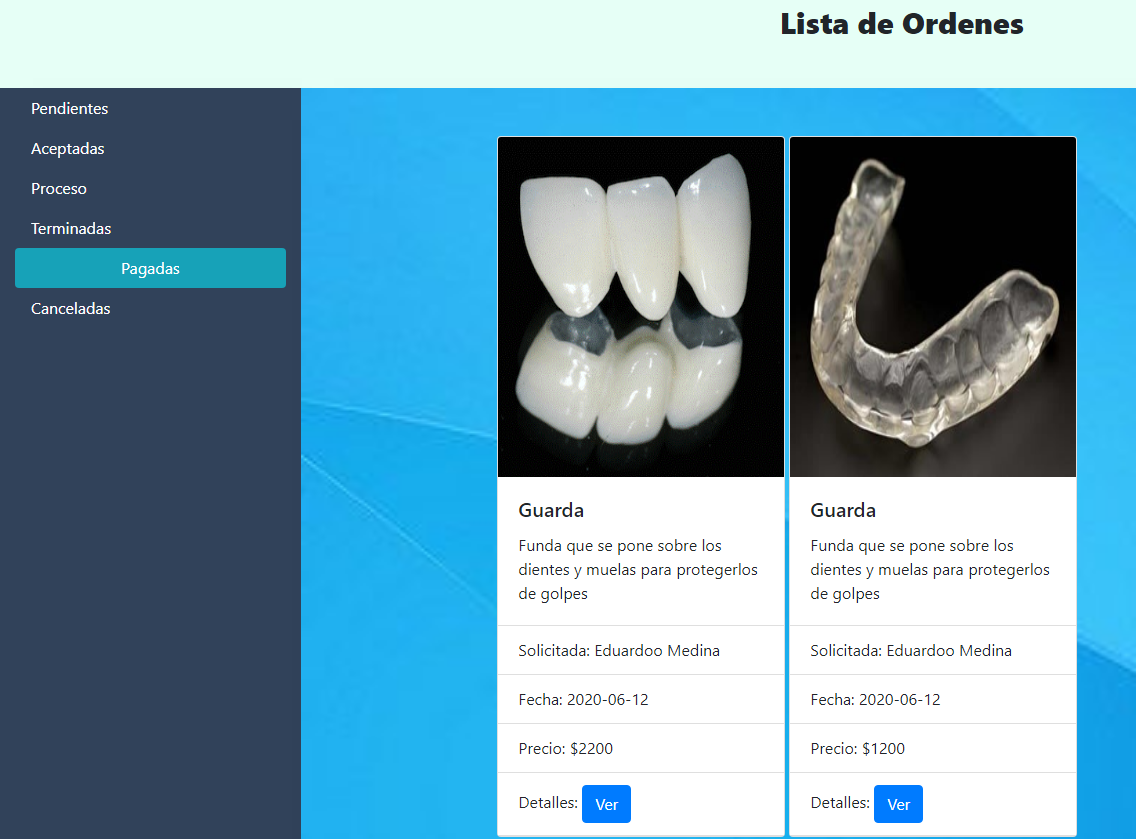 Lista de Ordenes
Pendientes
Aceptadas
Proceso
Terminadas
Pagadas
Canceladas
Guarda
Funda que se pone sobre los
dientes y muelas para protegerlos
de golpes
Solicitada: Eduardoo Medina
Fecha: 2020-06-12
Precio: $2200
Detalles: Ver
Guarda
Funda que se pone sobre los
dientes y muelas para protegerlos
de golpes
Solicitada: Eduardoo Medina
Fecha: 2020-06-12
Precio: $1200
Detalles: Ver